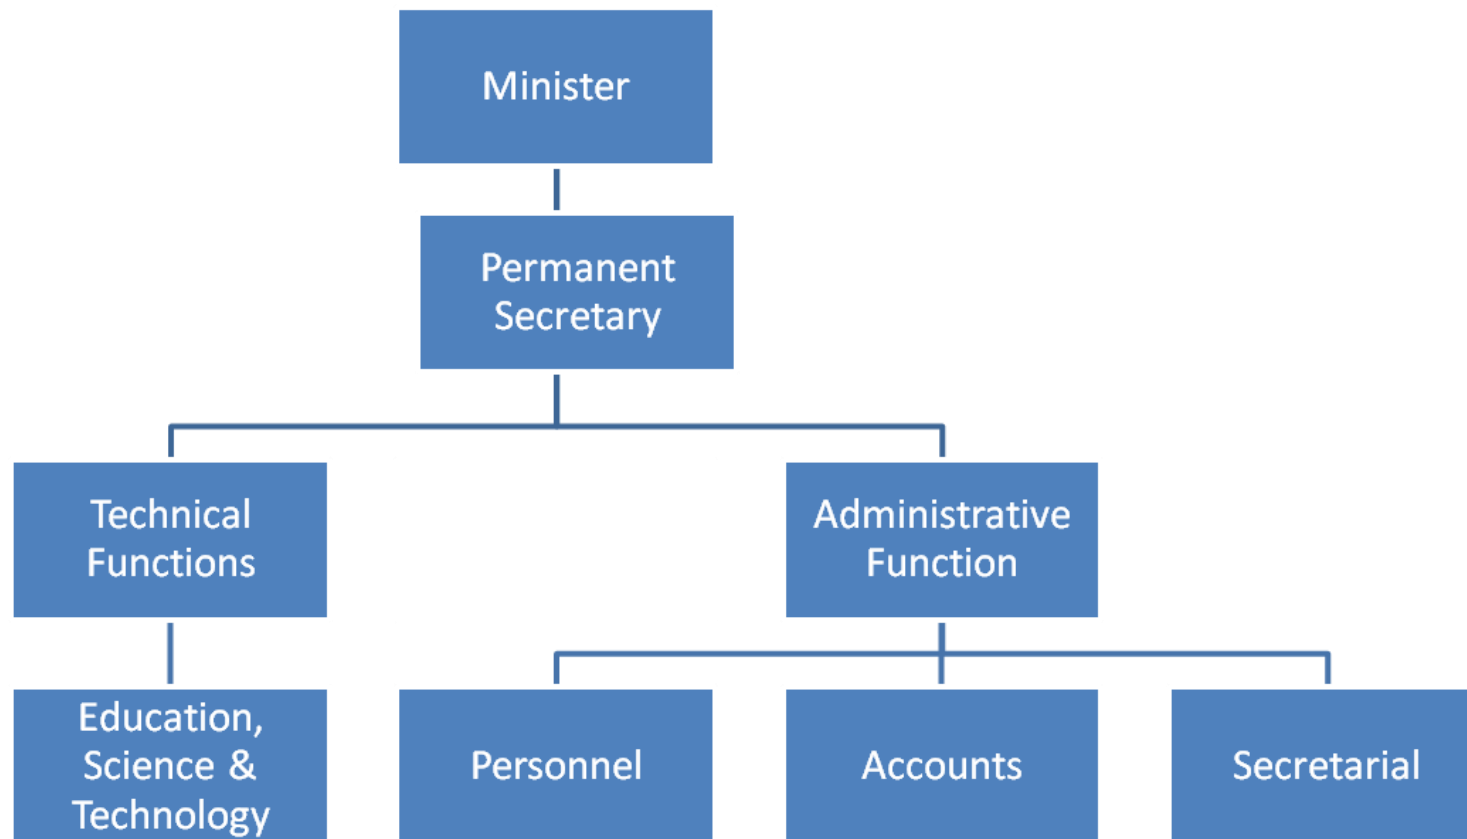 Minister
Permanent
Secretary
Technical
Functions
Administrative
Function
Education,
Science &
Technology
Personnel
Accounts
Secretarial